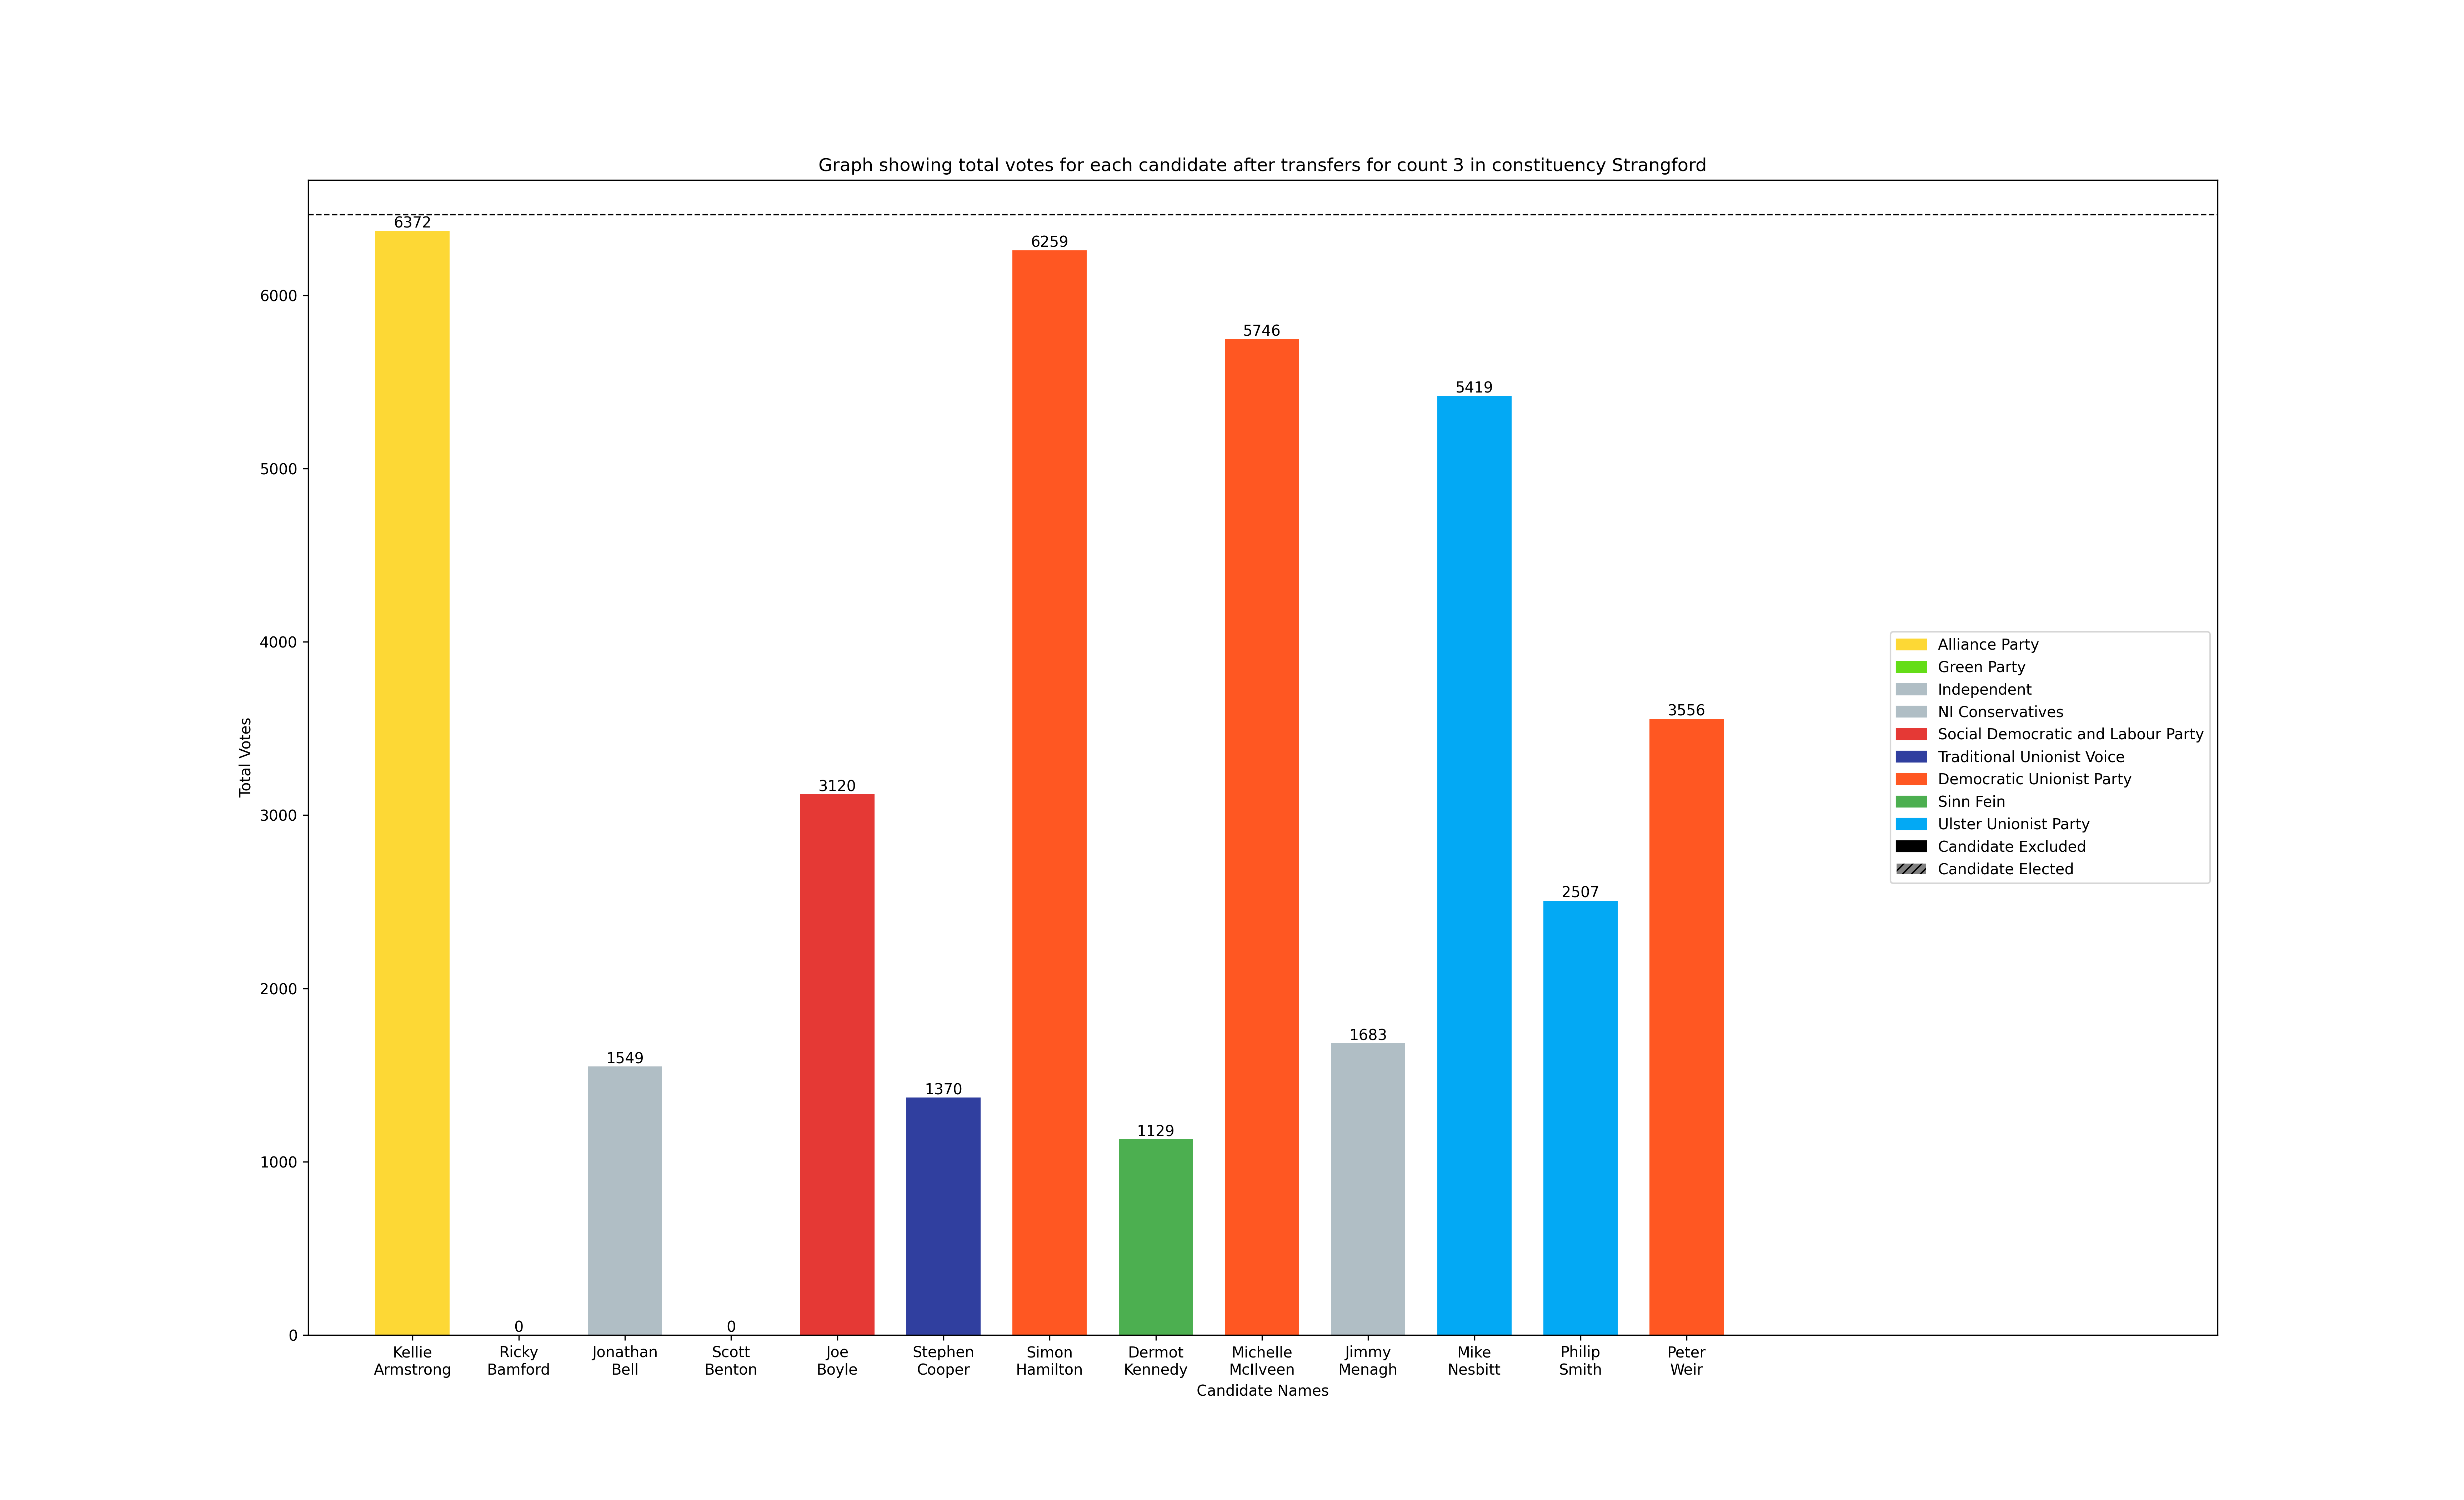 Graph showing total votes for each candidate after transfers for count 3 in constituency Strangford
Total Votes
6000
5000
4000
3000
2000
1000
0
6372
0
1549
0
3120
1370
6259
1129
5746
1683
5419
2507
3556
Kellie
Armstrong
Ricky
Bamford
Jonathan
Bell
Scott
Benton
Joe
Boyle
Stephen
Cooper
Simon
Hamilton
Dermot
Kennedy
Michelle
McIlveen
Jimmy
Menagh
Mike
Nesbitt
Philip
Smith
Peter
Weir
Candidate Names
Alliance Party
Green Party
Independent
NI Conservatives
Social Democratic and Labour Party
Traditional Unionist Voice
Democratic Unionist Party
Sinn Fein
Ulster Unionist Party
Candidate Excluded
Candidate Elected